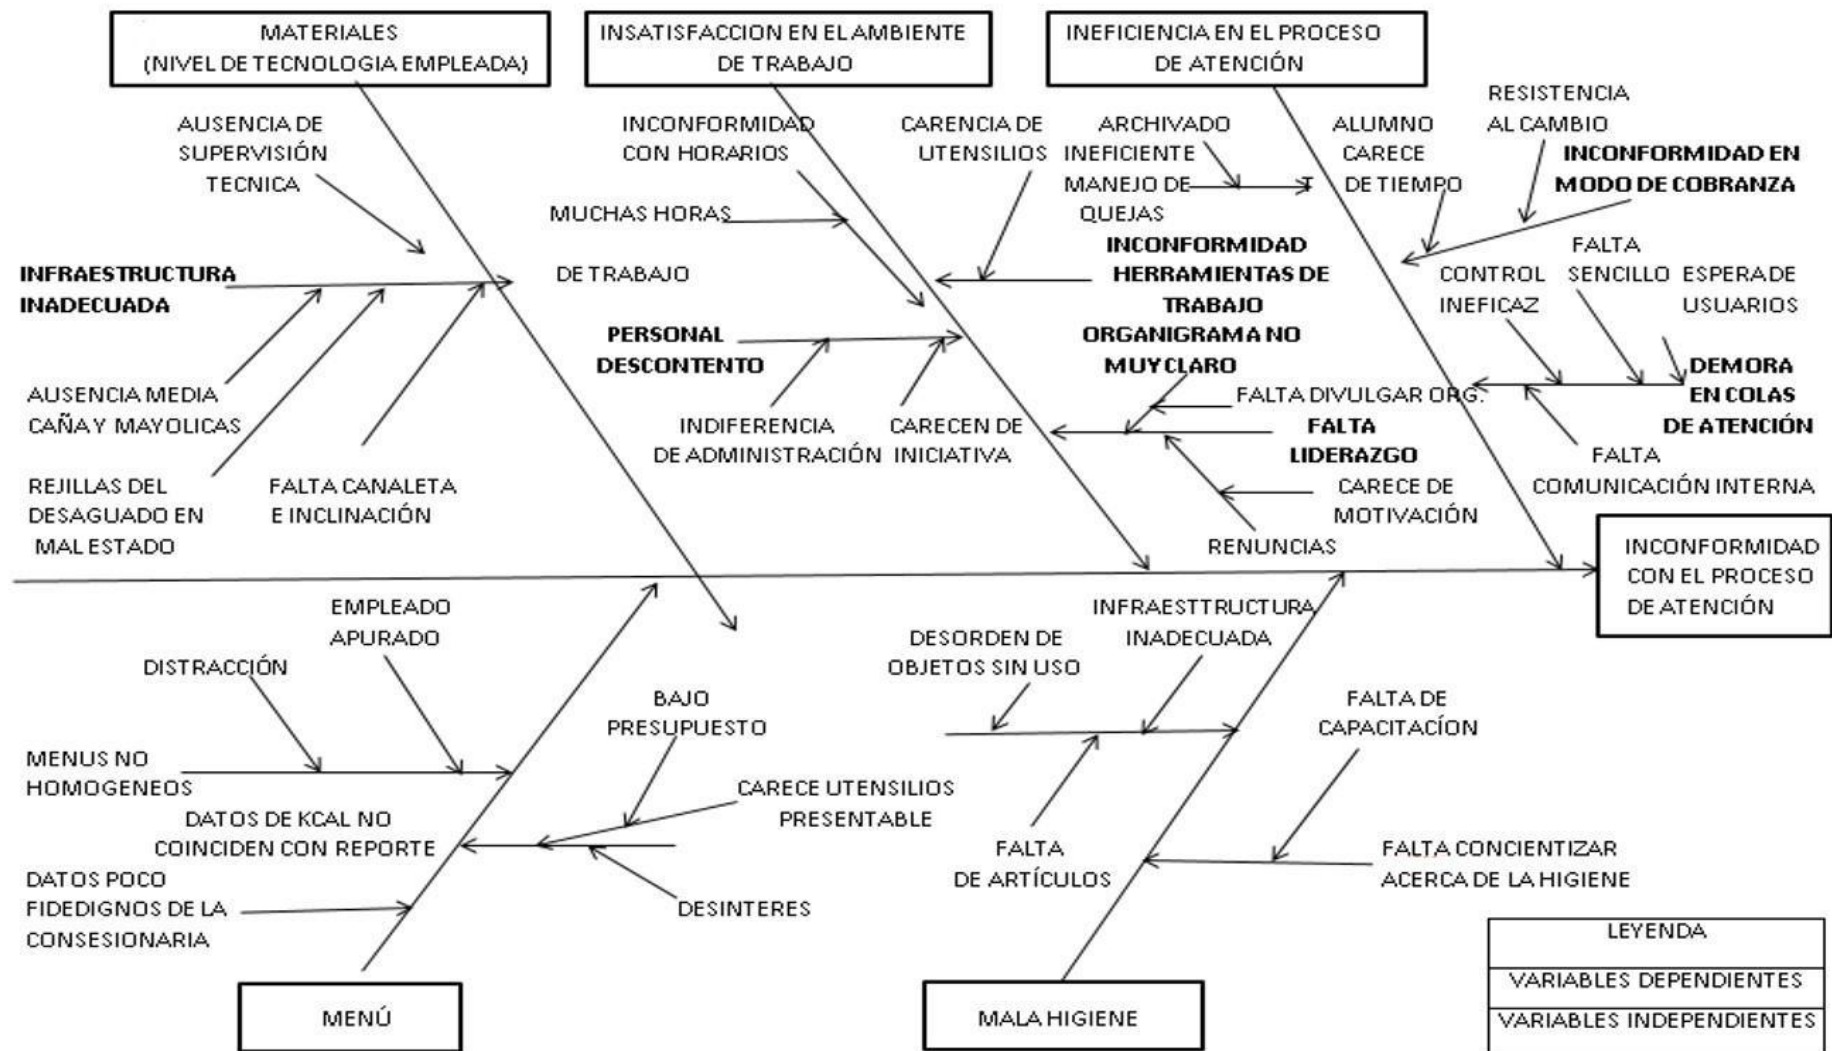 MATERIALES
(NIVEL DE TECNOLOGIA EMPLEADA)
INSATISFACCION EN EL AMBIENTE
DE TRABAJO
INEFICIENCIA EN EL PROCESO
DE ATENCIÓN
AUSENCIA DE
SUPERVISIÓN
TECNICA
INFRAESTRUCTURA
INADECUADA
AUSENCIA MEDIA
CAÑA Y MAYOLICAS
REJILLAS DEL
DESAGUADO EN
MAL ESTADO
FALTA CANALETA
E INCLINACIÓN
INCONFORMIDAD
CON HORARIOS
MUCHAS HORAS
DE TRABAJO
PERSONAL
DESCONTENTO
INDIFERENCIA
DE ADMINISTRACIÓN
CARECEN DE
INICIATIVA
CARENCIA DE
UTENSILIOS
ARCHIVADO
INEFICIENTE
MANEJO DE
QUEJAS
T
INCONFORMIDAD
HERRAMIENTAS DE
TRABAJO
ORGANIGRAMA NO
MUY CLARO
FALTA DIVULGAR ORG.
FALTA
LIDERAZGO
CARECE DE
MOTIVACIÓN
RENUNCIAS
ALUMNO
CARECE
DE TIEMPO
RESISTENCIA
AL CAMBIO
INCONFORMIDAD EN
MODO DE COBRANZA
CONTROL
INEFICAZ
FALTA
SENCILLO
ESPERA DE
USUARIOS
DEMORA
EN COLAS
DE ATENCIÓN
FALTA
COMUNICACIÓN INTERNA
INCONFORMIDAD
CON EL PROCESO
DE ATENCIÓN
EMPLEADO
APURADO
DISTRACCIÓN
MENUS NO
HOMOGENEOS
BAJO
PRESUPUESTO
CARECE UTENSILIOS
PRESENTABLE
DATOS DE KCAL NO
COINCIDEN CON REPORTE
DATOS POCO
FIDEDIGNOS DE LA
CONSESIONARIA
DESINTERES
MENÚ
DESORDEN DE
OBJETOS SIN USO
INFRAESTTRUCTURA
INADECUADA
FALTA DE
CAPACITACÍON
FALTA
DE ARTÍCULOS
FALTA CONCIENTIZAR
ACERCA DE LA HIGIENE
MALA HIGIENE
LEYENDA
VARIABLES DEPENDIENTES
VARIABLES INDEPENDIENTES